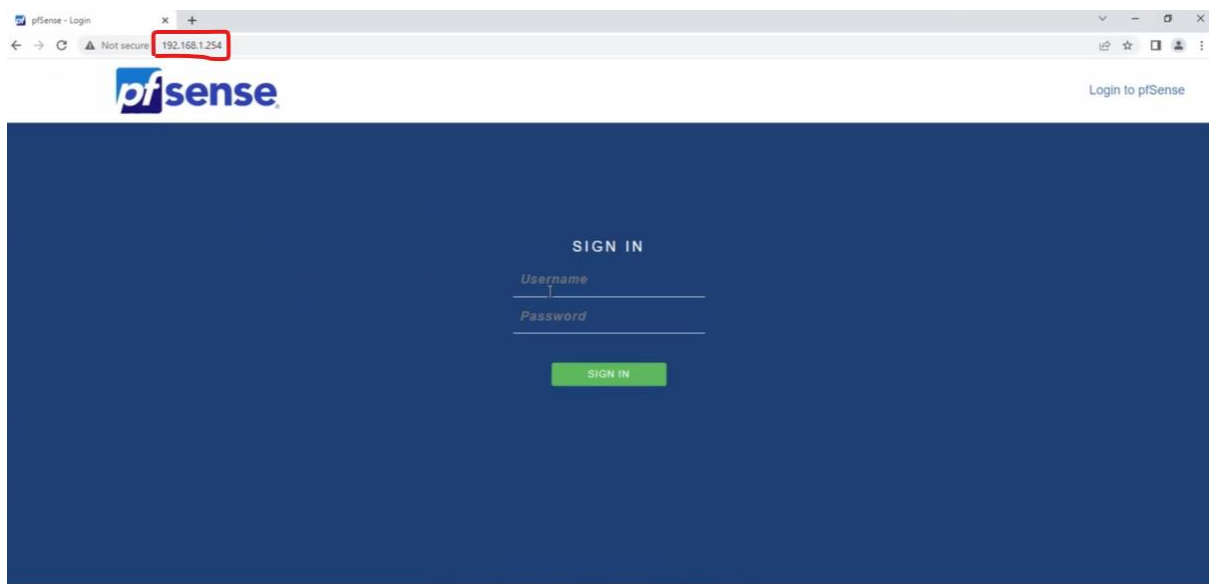 pfSense - Login
Not secure 192.168.1.254
pfsense
Login to pfSense
SIGN IN
Username
Password
SIGN IN